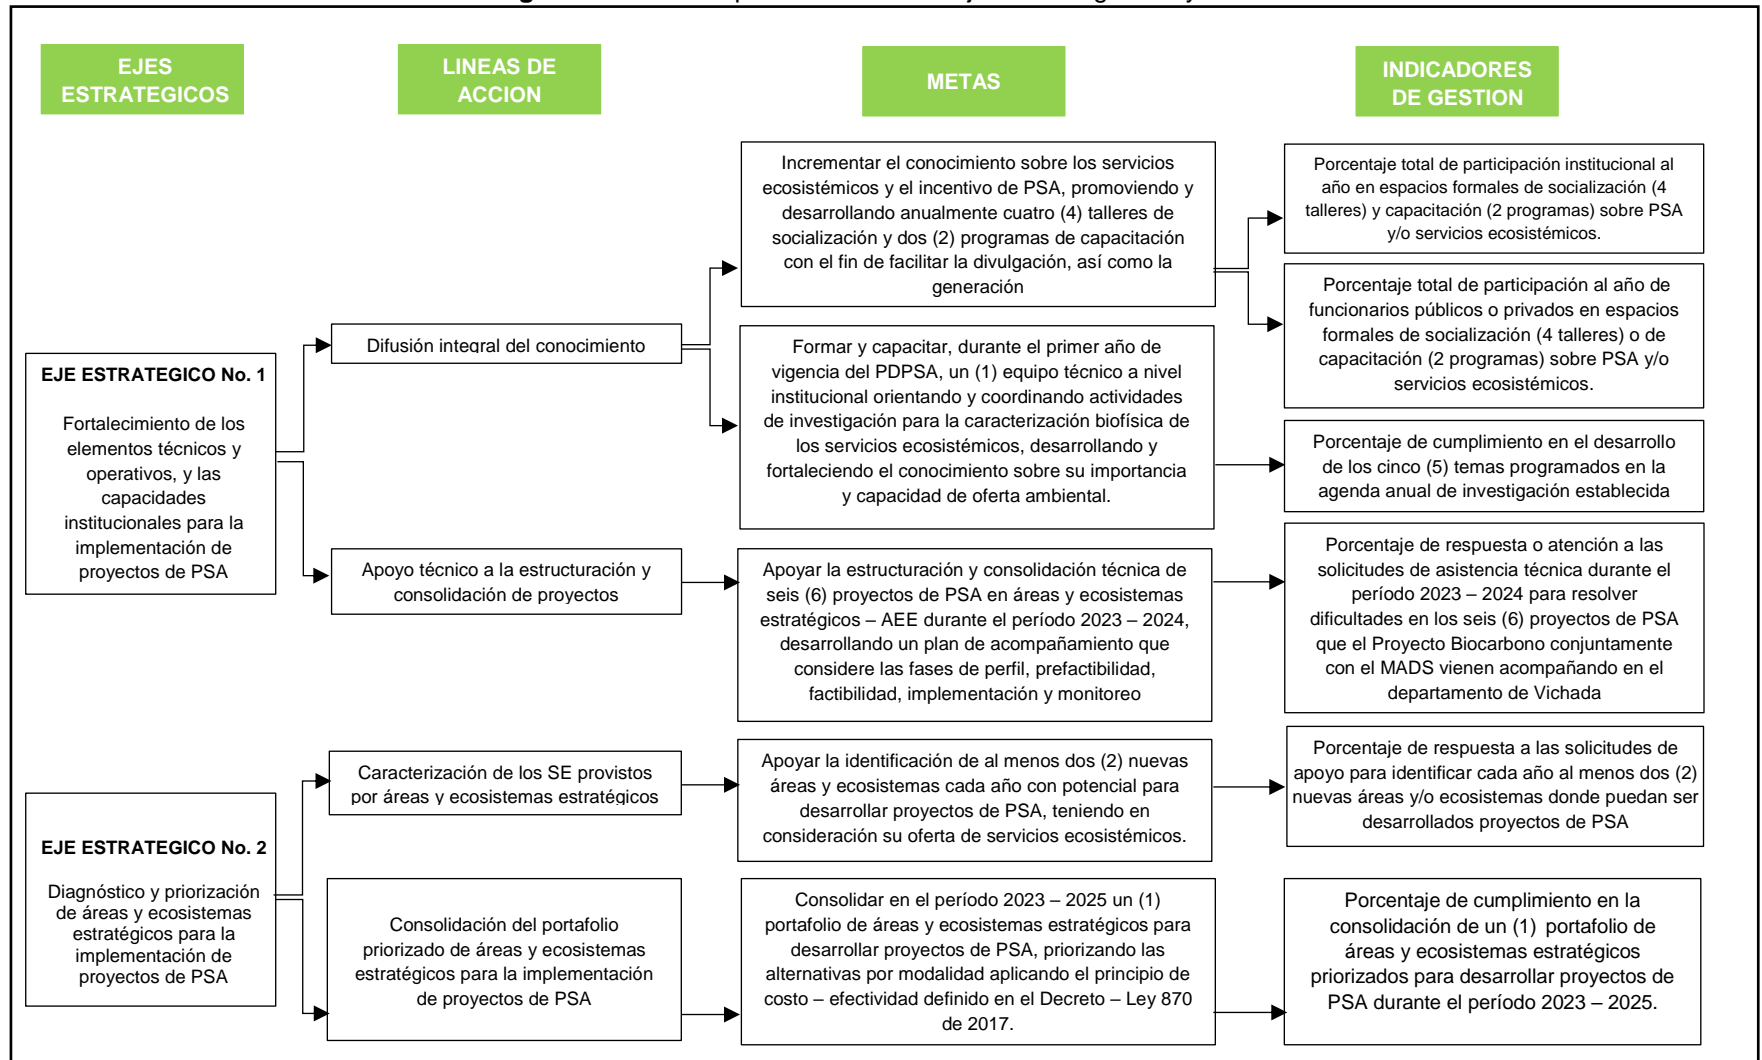 EJES
ESTRATEGICOS
LINEAS DE
ACCION
METAS
INDICADORES
DE GESTION
EJE ESTRATEGICO No. 1
Fortalecimiento de los
elementos técnicos y
operativos, y las
capacidades
institucionales para la
implementación de
proyectos de PSA
Difusión integral del conocimiento
Incrementar el conocimiento sobre los servicios
ecosistémicos y el incentivo de PSA, promoviendo y
desarrollando anualmente cuatro (4) talleres de
socialización y dos (2) programas de capacitación
con el fin de facilitar la divulgación, así como la
generación
Porcentaje total de participación institucional al
año en espacios formales de socialización (4
talleres) y capacitación (2 programas) sobre PSA
y/o servicios ecosistémicos.
Porcentaje total de participación al año de
funcionarios públicos o privados en espacios
formales de socialización (4 talleres) o de
capacitación (2 programas) sobre PSA y/o
servicios ecosistémicos.
Formar y capacitar, durante el primer año de
vigencia del PDPSA, un (1) equipo técnico a nivel
institucional orientando y coordinando actividades
de investigación para la caracterización biofísica de
los servicios ecosistémicos, desarrollando y
fortaleciendo el conocimiento sobre su importancia
y capacidad de oferta ambiental.
Porcentaje de cumplimiento en el desarrollo
de los cinco (5) temas programados en la
agenda anual de investigación establecida
Apoyo técnico a la estructuración y
consolidación de proyectos
Apoyar la estructuración y consolidación técnica de
seis (6) proyectos de PSA en áreas y ecosistemas
estratégicos – AEE durante el período 2023 – 2024,
desarrollando un plan de acompañamiento que
considere las fases de perfil, prefactibilidad,
factibilidad, implementación y monitoreo
Porcentaje de respuesta o atención a las
solicitudes de asistencia técnica durante el
período 2023 – 2024 para resolver
dificultades en los seis (6) proyectos de PSA
que el Proyecto Biocarbono conjuntamente
con el MADS vienen acompañando en el
departamento de Vichada
EJE ESTRATEGICO No. 2
Diagnóstico y priorización
de áreas y ecosistemas
estratégicos para la
implementación de
proyectos de PSA
Caracterización de los SE provistos
por áreas y ecosistemas estratégicos
Apoyar la identificación de al menos dos (2) nuevas
áreas y ecosistemas cada año con potencial para
desarrollar proyectos de PSA, teniendo en
consideración su oferta de servicios ecosistémicos.
Porcentaje de respuesta a las solicitudes de
apoyo para identificar cada año al menos dos (2)
nuevas áreas y/o ecosistemas donde puedan ser
desarrollados proyectos de PSA
Consolidación del portafolio
priorizado de áreas y ecosistemas
estratégicos para la implementación
de proyectos de PSA
Consolidar en el período 2023 – 2025 un (1)
portafolio de áreas y ecosistemas estratégicos para
desarrollar proyectos de PSA, priorizando las
alternativas por modalidad aplicando el principio de
costo – efectividad definido en el Decreto – Ley 870
de 2017.
Porcentaje de cumplimiento en la
consolidación de un (1) portafolio de
áreas y ecosistemas estratégicos
priorizados para desarrollar proyectos de
PSA durante el período 2023 – 2025.